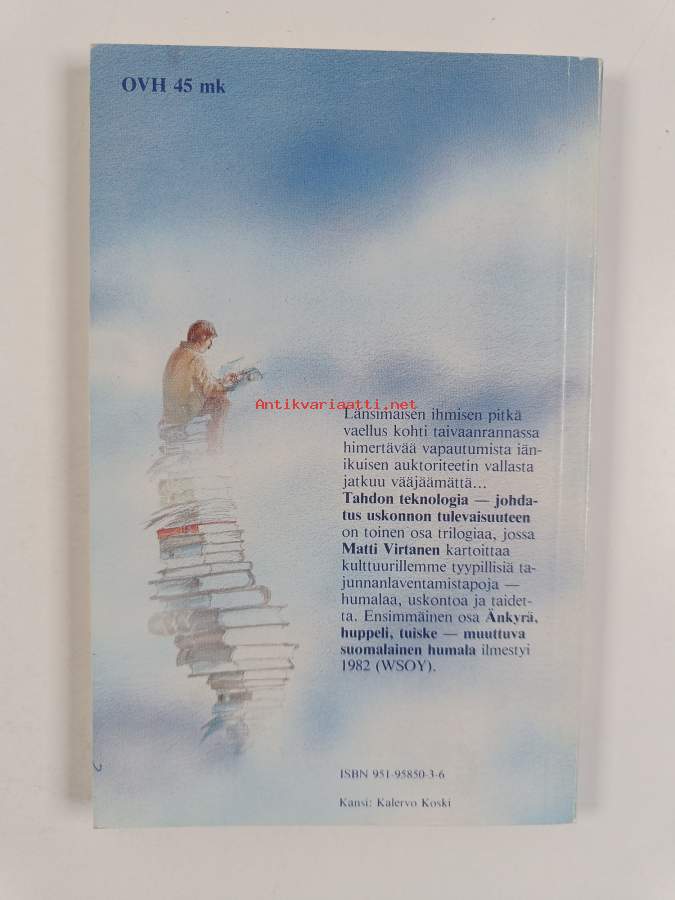 OVH 45 mk
Antikvariaatti.net
Länsimaisen ihmisen pitkä
vaellus kohti taivaanrannassa
himertävää vapautumista iän-
ikuisen auktoriteetin vallasta
jatkuu vääjäämättä...
Tahdon teknologia — johda-
tus uskonnon tulevaisuuteen
on toinen osa trilogiaa, jossa
Matti Virtanen kartoittaa
kulttuurillemme tyypillisiä ta-
junnanlaventamistapoja —
humalaa, uskontoa ja taidet-
ta. Ensimmäinen osa Änkyrä,
huppeli, tuiske — muuttuva
suomalainen humala ilmestyi
1982 (WSOY).
ISBN 951-95850-3-6
Kansi: Kalervo Koski
2